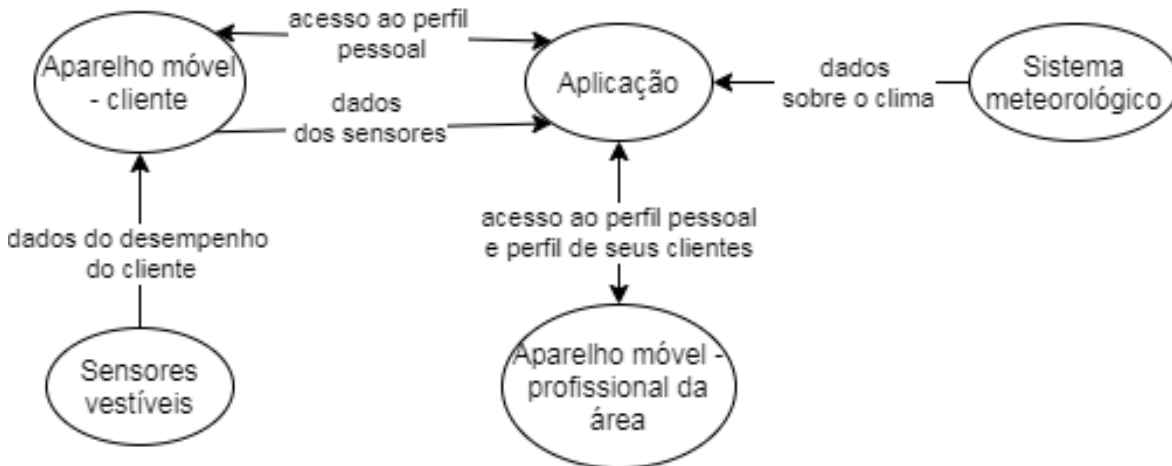 acesso ao perfil
pessoal
Aparelho móvel
- cliente
Aplicação
dados
sobre o clima
Sistema
meteorológico
dados
dos sensores
dados do desempenho
do cliente
acesso ao perfil pessoal
e perfil de seus clientes
Sensores
vestíveis
Aparelho móvel -
profissional da
área